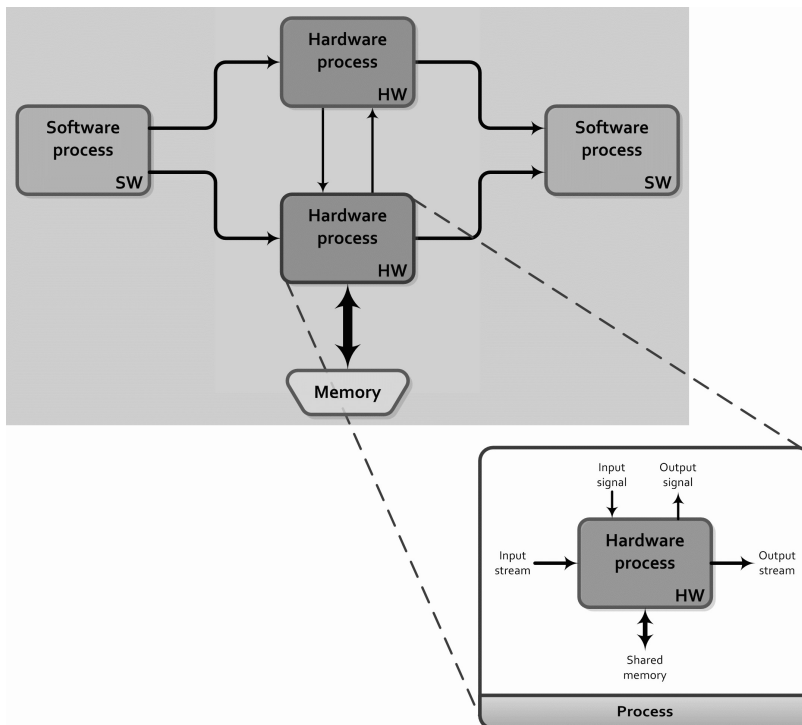 Hardware
process
HW
Software
process
SW
Software
process
SW
Hardware
process
HW
Memory
Input
signal
Output
signal
Input
stream
Hardware
process
HW
Output
stream
Shared
memory
Process